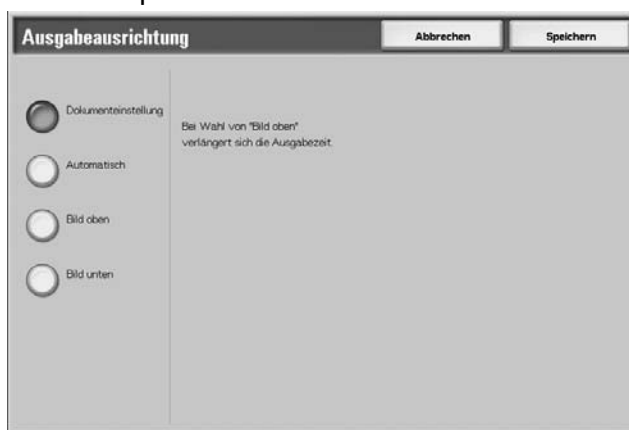 Ausgabeausrichtung
Abbrechen
Speichern
Dokumenteinstellung
Bei Wahl von "Bild oben"
verlängert sich die Ausgabezeit.
Automatisch
Bild oben
Bild unten